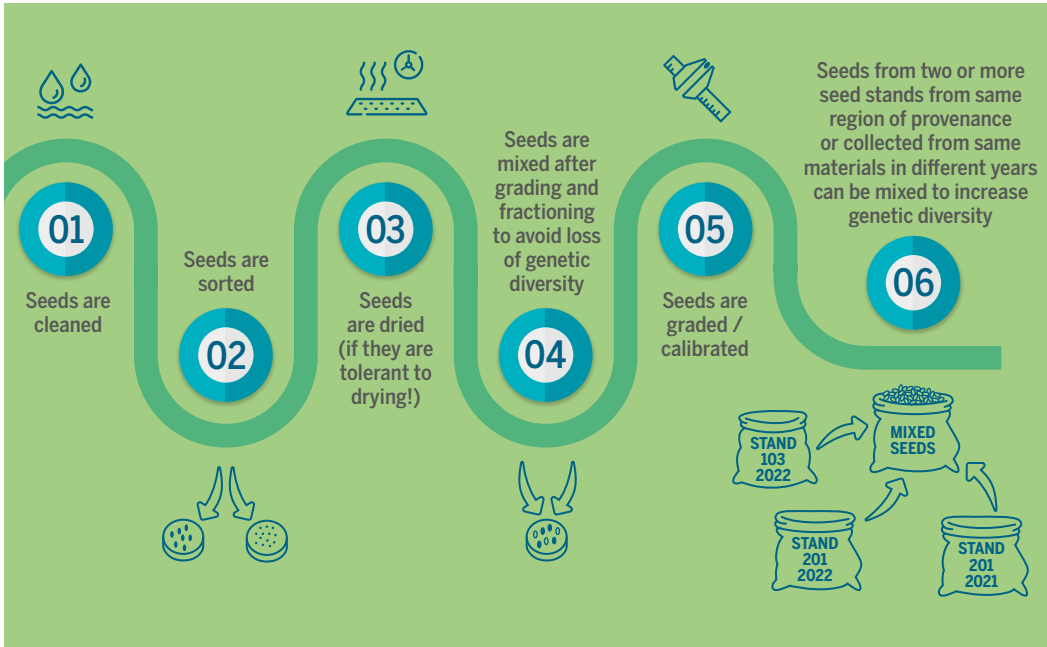 01
Seeds are
cleaned
Seeds are
sorted
02
03
Seeds
are dried
(if they are
tolerant to
drying!)
Seeds are
mixed after
grading and
fractioning
to avoid loss
of genetic
diversity
04
05
Seeds are
graded /
calibrated
Seeds from two or more
seed stands from same
region of provenance
or collected from same
materials in different years
can be mixed to increase
genetic diversity
06
STAND
103
2022
MIXED
SEEDS
STAND
201
2022
STAND
201
2021